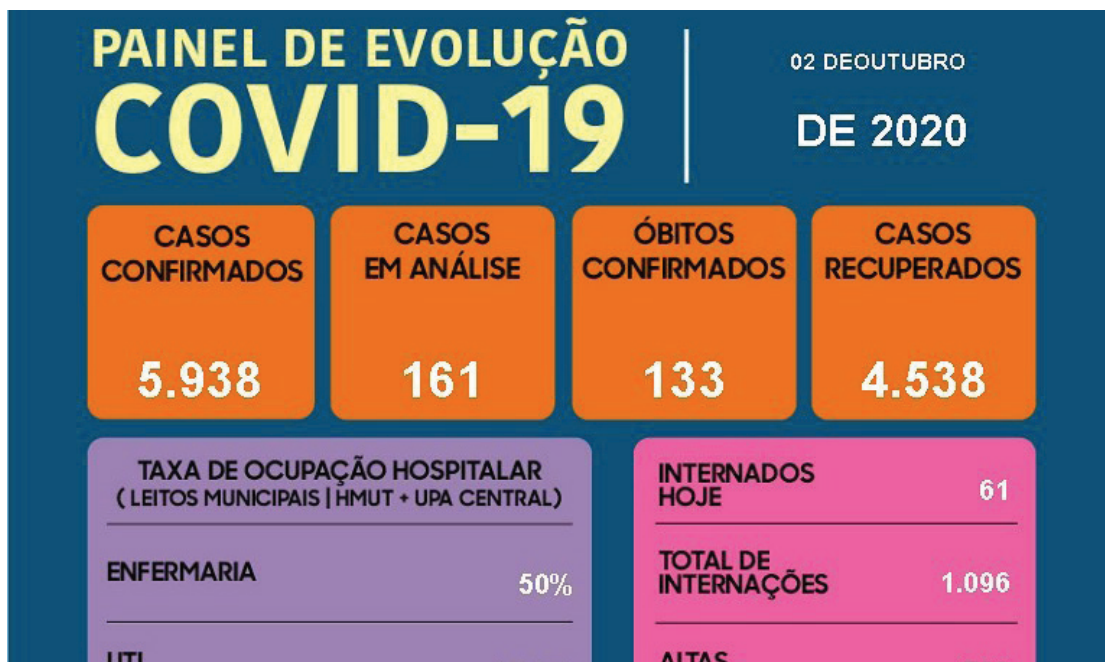 PAINEL DE EVOLUÇÃO
COVID-19
02 DEOUTUBRO
DE 2020
CASOS
CONFIRMADOS
5.938
CASOS
EM ANÁLISE
161
ÓBITOS
CONFIRMADOS
133
CASOS
RECUPERADOS
4.538
TAXA DE OCUPAÇÃO HOSPITALAR
( LEITOS MUNICIPAIS | HMUT + UPA CENTRAL)
ENFERMARIA
50%
UTI
INTERNADOS
HOJE
61
TOTAL DE
INTERNAÇÕES
1.096
ALTAS